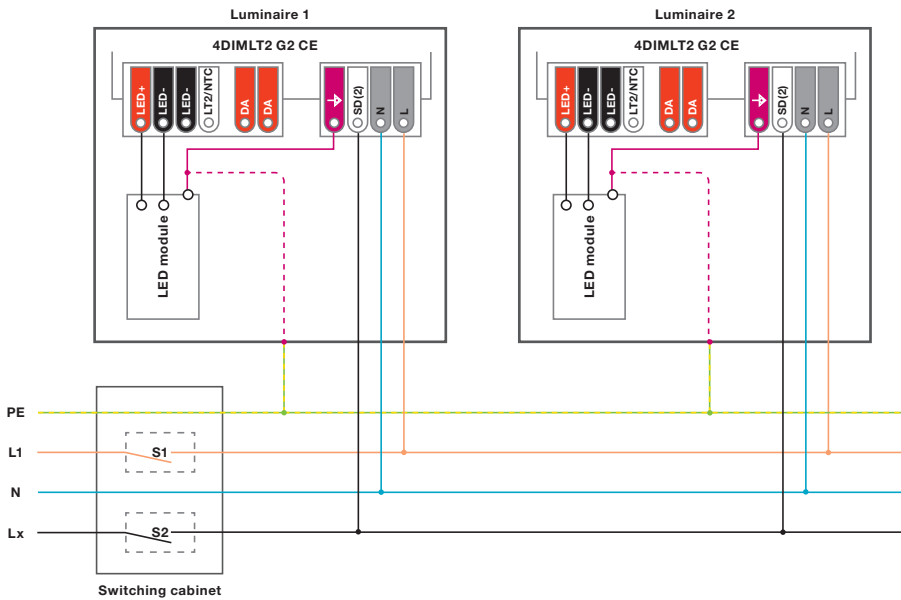 Luminaire 1
Luminaire 2
4DIMLT2 G2 CE
4DIMLT2 G2 CE
LED+
LED-
LED-
LT2/NTC
DA
DA
SD(2)
N
L
LED+
LED-
LED-
LT2/NTC
DA
DA
SD(2)
N
L
LED module
LED module
PE
L1
S1
N
Lx
S2
Switching cabinet